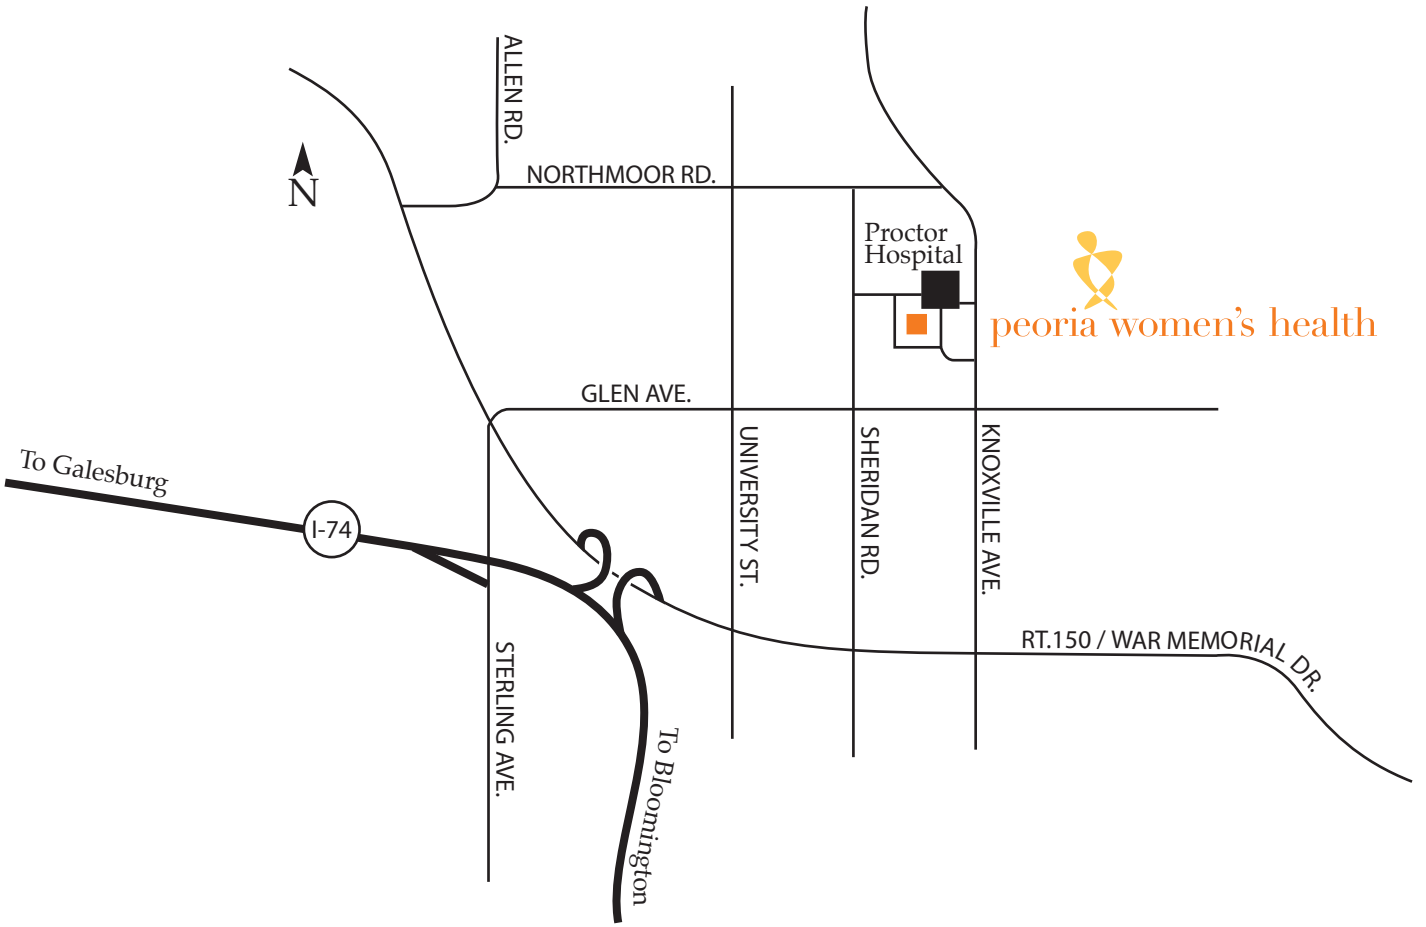 ALLEN RD.
NORTHMOOR RD.
N
Proctor
Hospital
peoria women's health
GLEN AVE.
To Galesburg
I-74
UNIVERSITY ST.
SHERIDAN RD.
KNOXVILLE AVE.
RT.150 / WAR MEMORIAL DR.
STERLING AVE.
To Bloomington